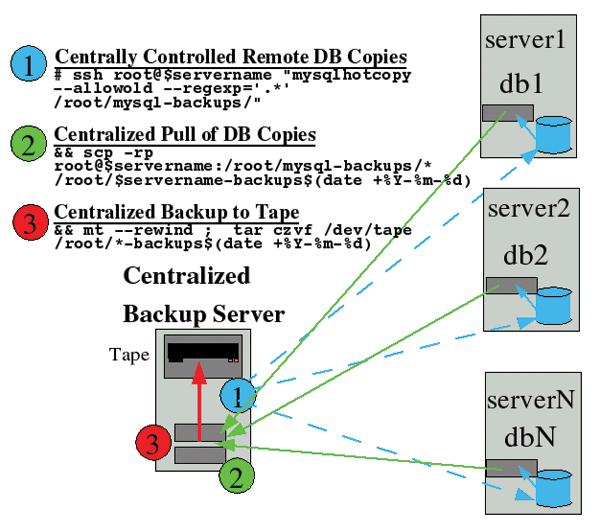 1 Centrally Controlled Remote DB Copies
# ssh root@$servername "mysqlhotcopy
--allowold --regexp='.*'
/root/mysql-backups/"
2 Centralized Pull of DB Copies
&& scp -rp
root@$servername:/root/mysql-backups/*
/root/$servername-backups$(date +%Y-%m-%d)
3 Centralized Backup to Tape
&& mt --rewind ; tar czvf /dev/tape
/root/*-backups$(date +%Y-%m-%d)
Centralized
Backup Server
Tape
1
3
2
server1
db1
server2
db2
serverN
dbN